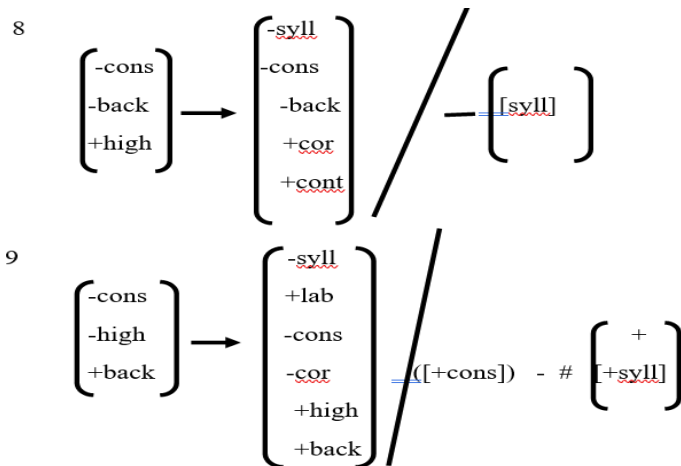 8
-syll
-cons -cons
-back -back [syll]
+high +cor
+cont
9
-syll
-cons +lab +
-high -cons ([+cons]) - # [+syll]
+back -cor
+high
+back